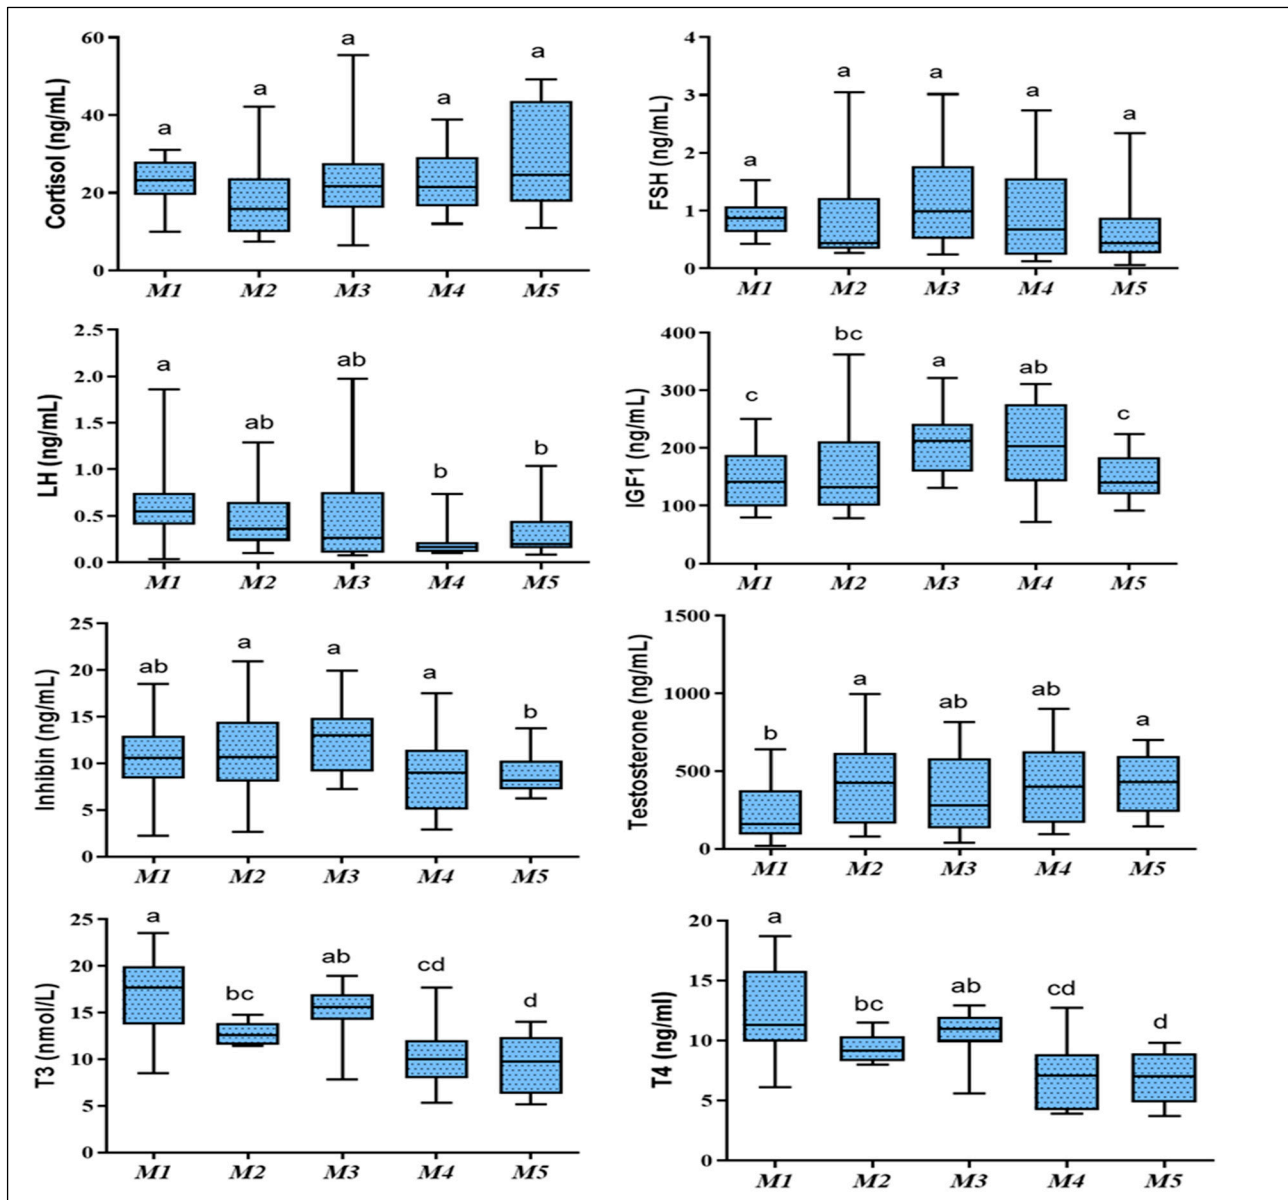 Cortisol (ng/mL)
60
40
20
0
a
a
a
a
a
M1 M2 M3 M4 M5
FSH (ng/mL)
4
3
2
1
0
a
a
a
a
a
M1 M2 M3 M4 M5
LH (ng/mL)
2.5
2.0
1.5
1.0
0.5
0.0
a
ab
ab
b
b
M1 M2 M3 M4 M5
IGF1 (ng/mL)
400
300
200
100
0
c
bc
a
ab
c
M1 M2 M3 M4 M5
Inhibin (ng/mL)
25
20
15
10
5
0
ab
a
a
a
b
M1 M2 M3 M4 M5
Testosterone (ng/mL)
1500
1000
500
0
b
a
ab
ab
a
M1 M2 M3 M4 M5
T3 (nmol/L)
25
20
15
10
5
0
a
bc
ab
cd
d
M1 M2 M3 M4 M5
T4 (ng/ml)
20
15
10
5
0
a
bc
ab
cd
d
M1 M2 M3 M4 M5